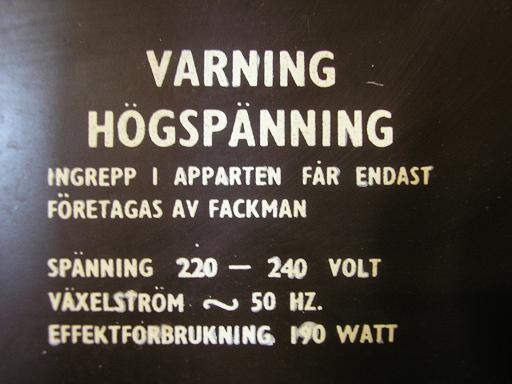 VARNING
HÖGSPÄNNING
INGREPP I APPARTEN FÅR ENDAST
FÖRETAGAS AV FACKMAN
SPÄNNING 220 — 240 VOLT
VÄXELSTRÖM ~ 50 HZ.
EFFEKTFÖRBRUKNING 190 WATT